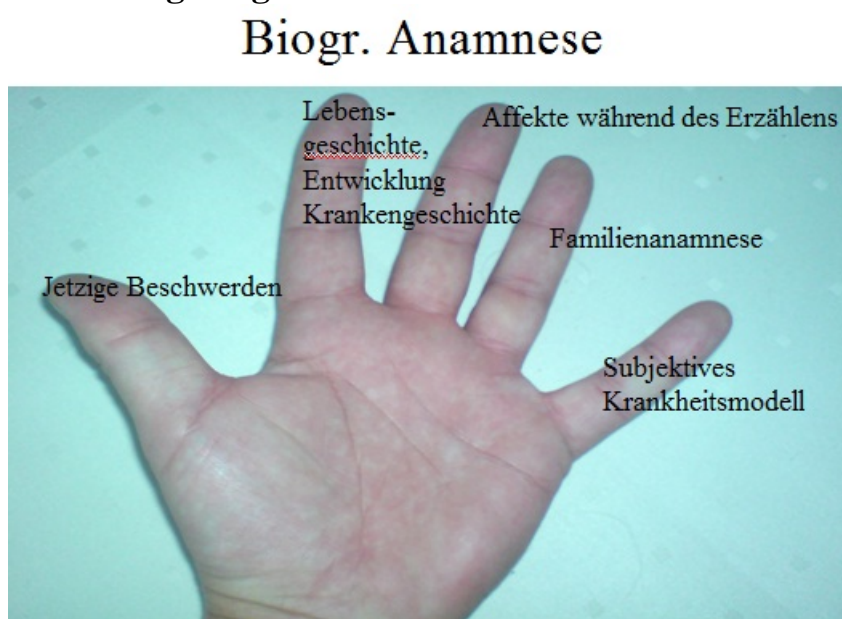 Biogr. Anamnese
Lebens-
geschichte,
Entwicklung
Krankengeschichte
Affekte während des Erzählens
Familienanamnese
Jetzige Beschwerden
Subjektives
Krankheitsmodell